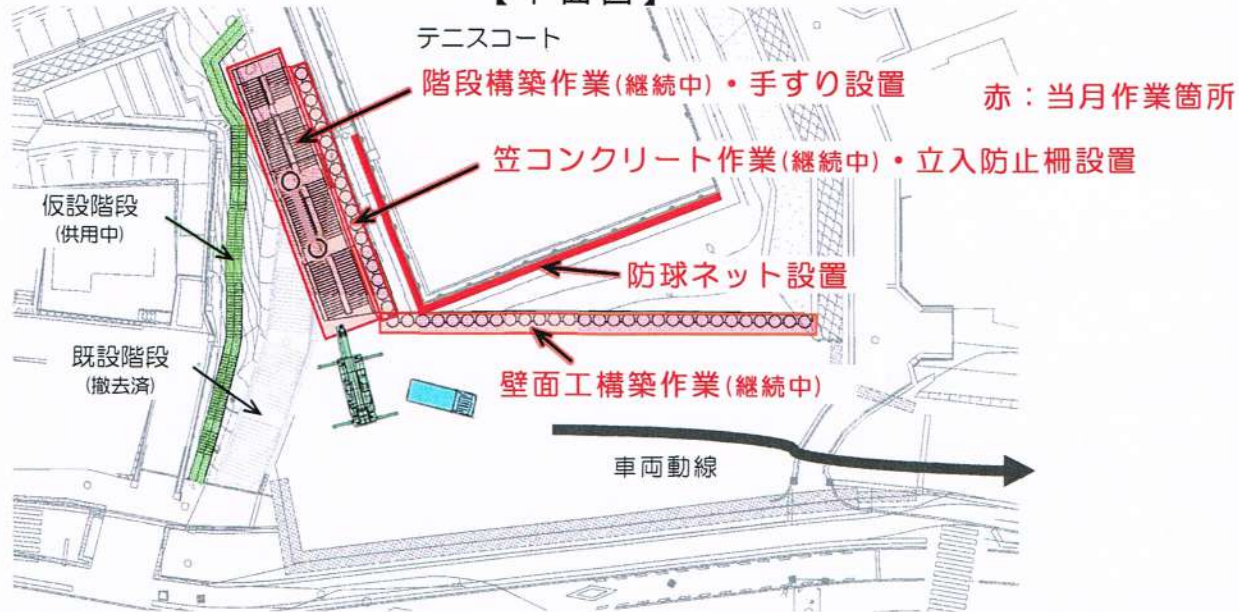 【平面図】
テニスコート
階段構築作業(継続中)・手すり設置
赤：当月作業箇所
笠コンクリート作業(継続中)・立入防止柵設置
仮設階段
(供用中)
防球ネット設置
既設階段
(撤去済)
壁面工構築作業(継続中)
車両動線